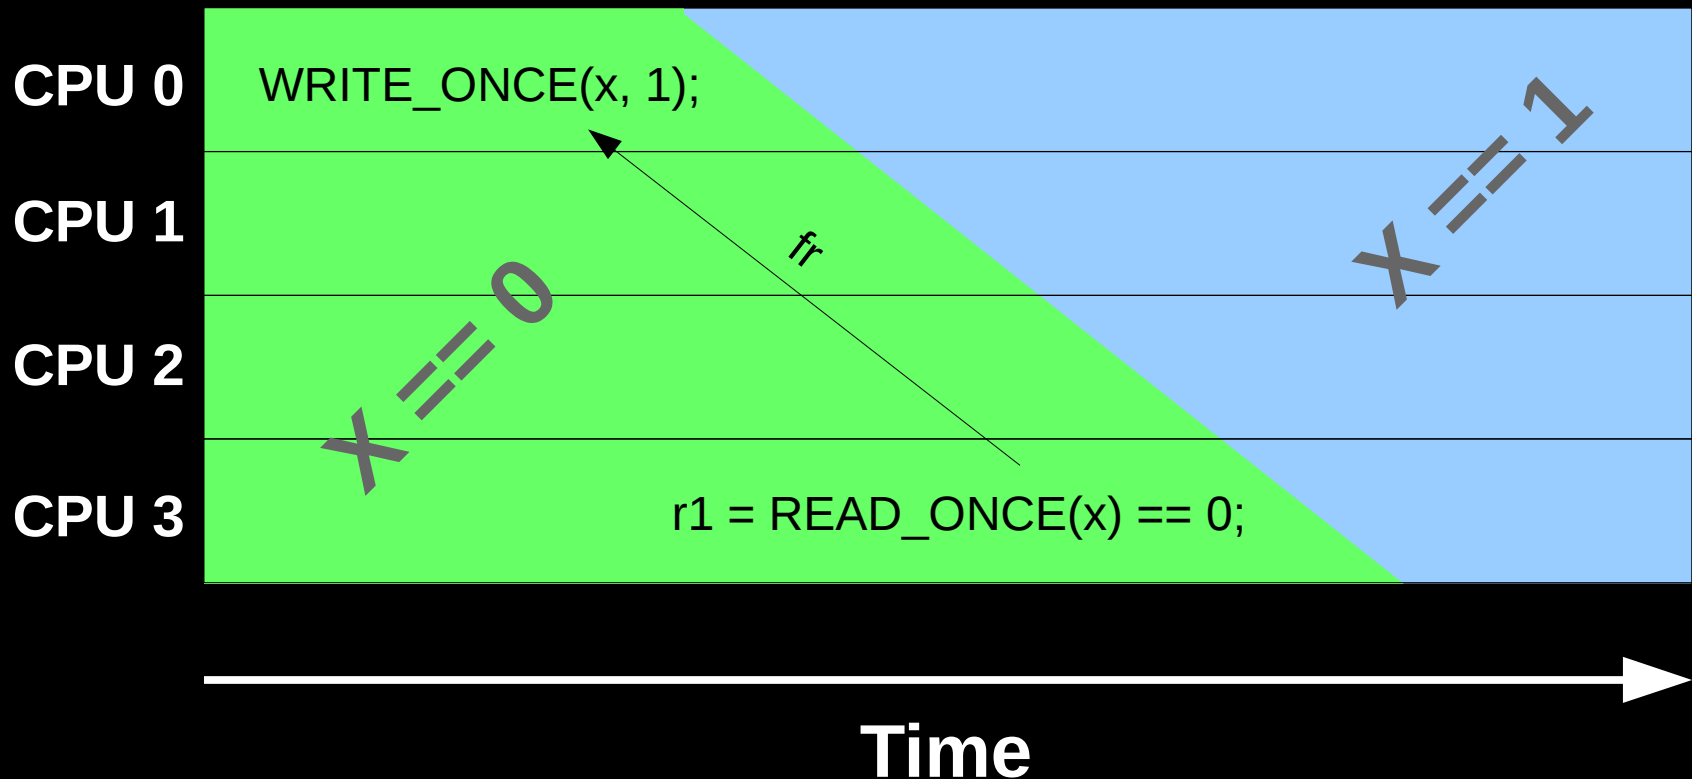 CPU 0
WRITE_ONCE(x, 1);
X == 1
CPU 1
fr
X == 0
CPU 2
CPU 3
r1 = READ_ONCE(x) == 0;
Time